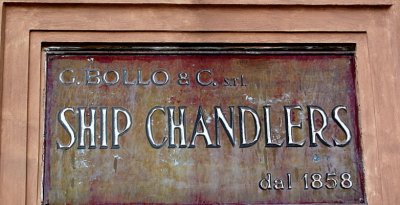 G. BOLLO & C. srl
SHIP CHANDLERS
dal 1858